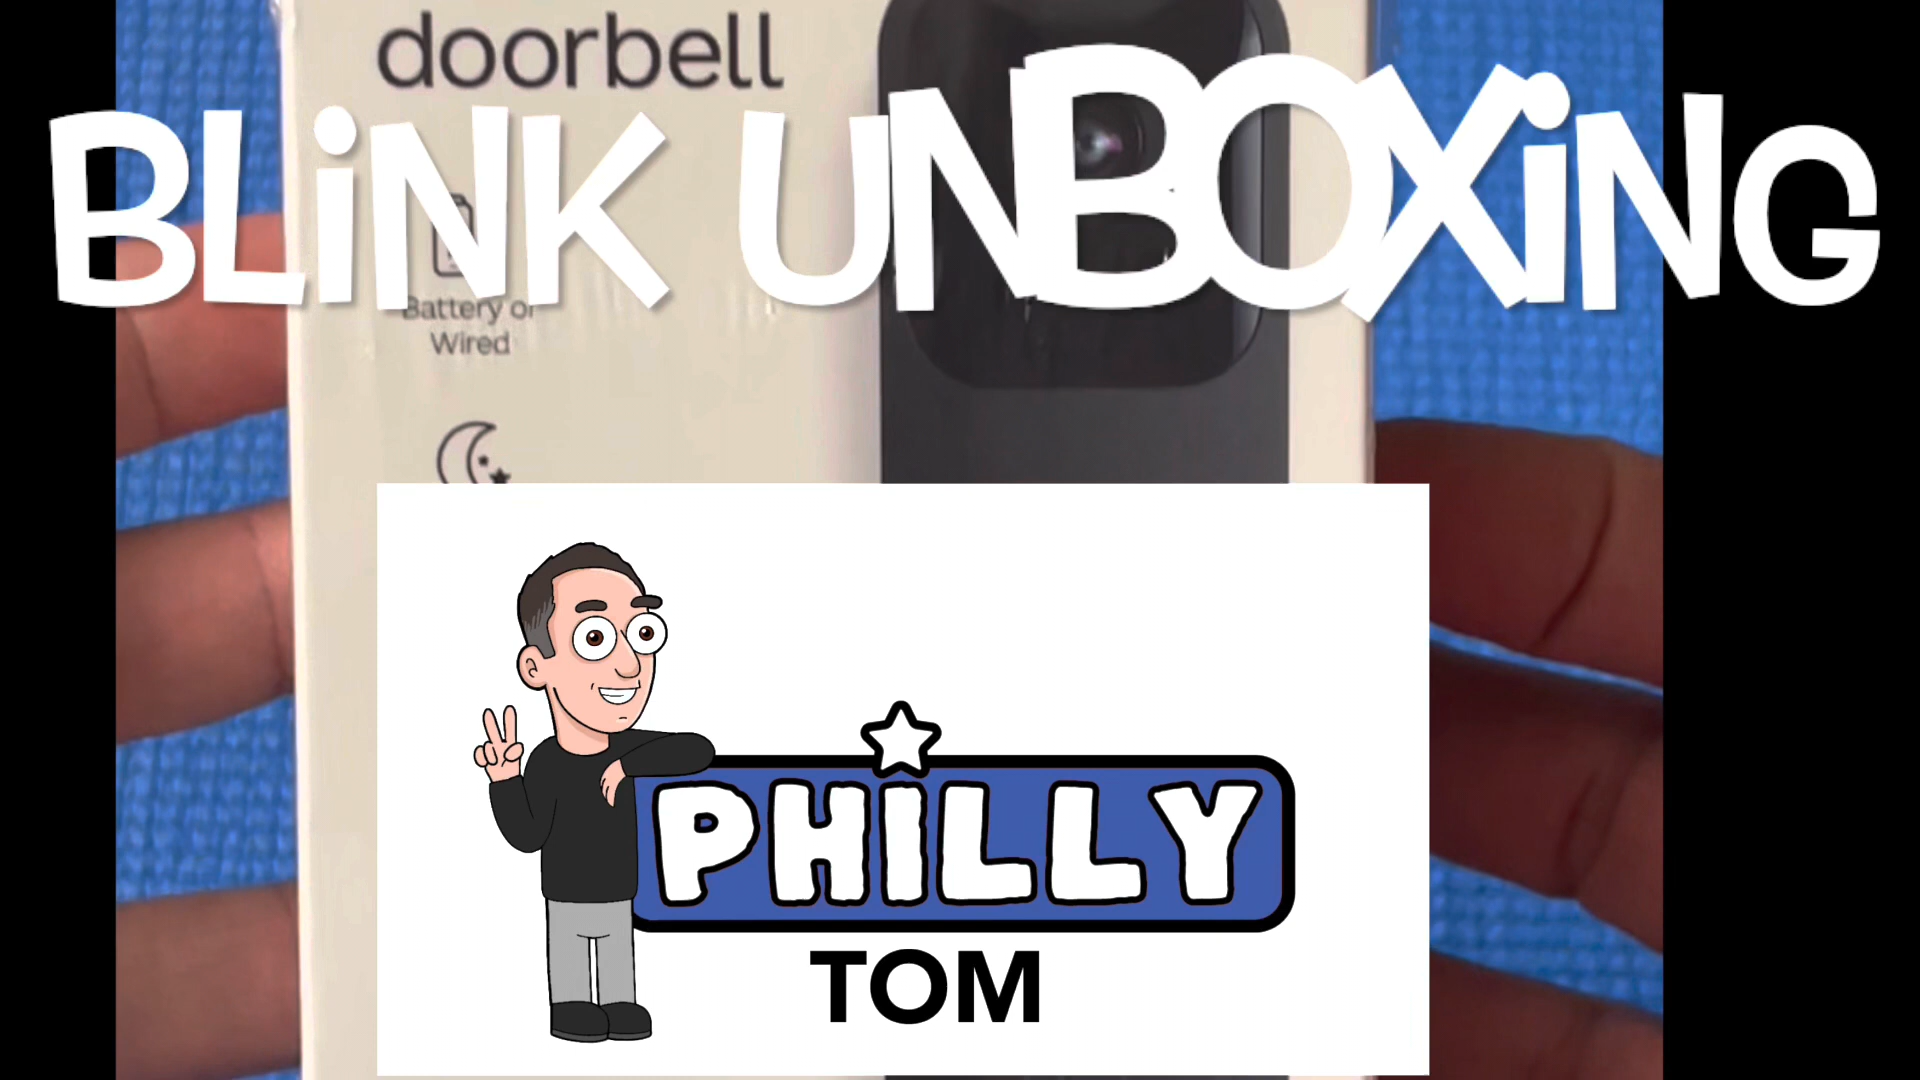 doorbell
BLiNK UNBOXiNG
Battery or
Wired
PHILLY
TOM